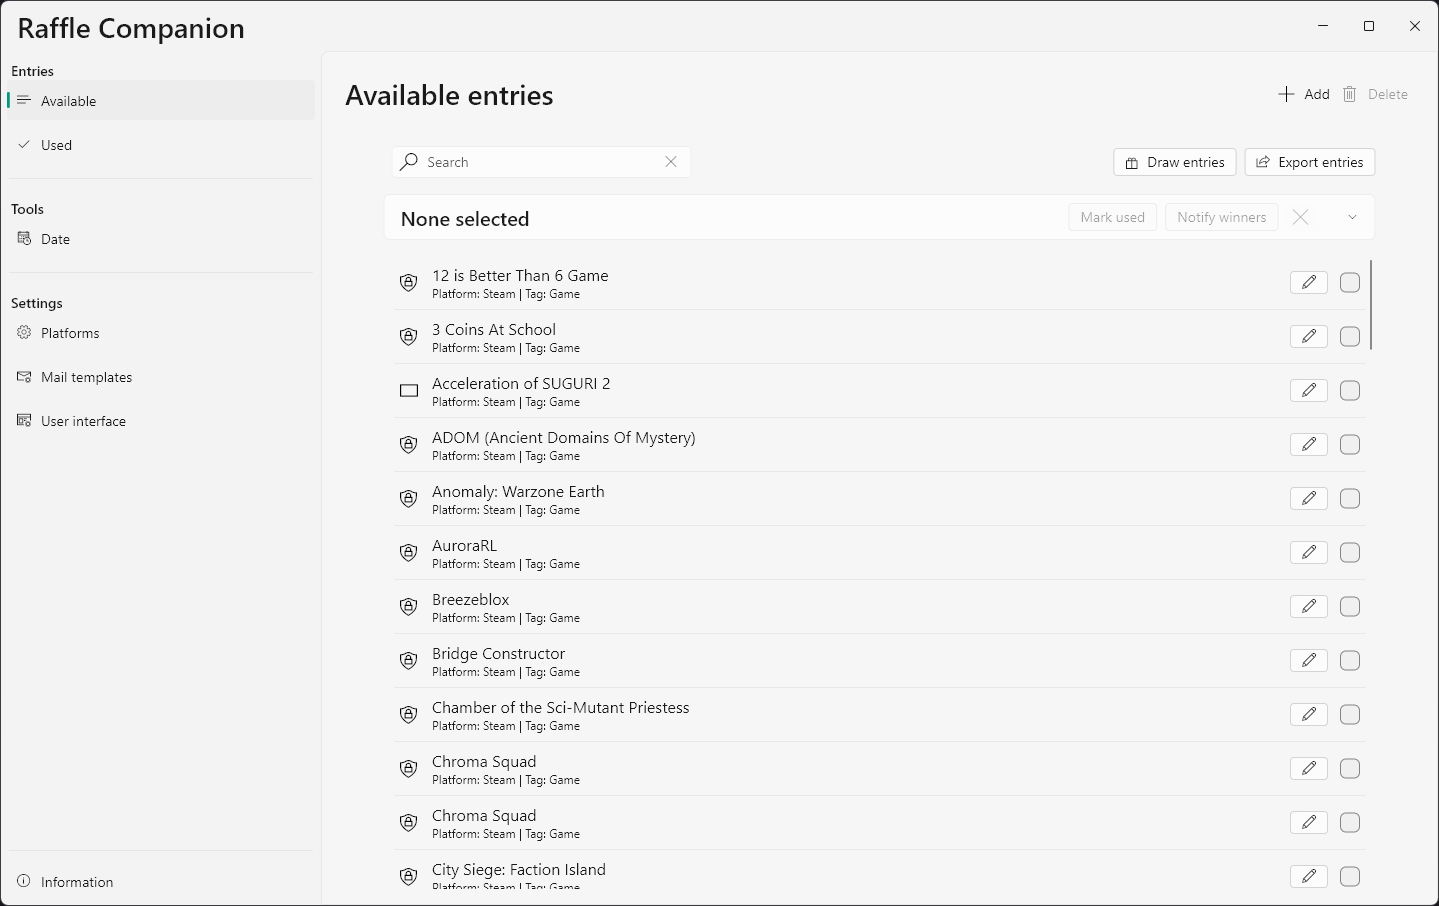 Raffle Companion
Entries
Available
Used
Tools
Date
Settings
Platforms
Mail templates
User interface
Information
Available entries
Add
Delete
Search
Draw entries
Export entries
None selected
Mark used
Notify winners
12 is Better Than 6 Game
Platform: Steam | Tag: Game
3 Coins At School
Platform: Steam | Tag: Game
Acceleration of SUGURI 2
Platform: Steam | Tag: Game
ADOM (Ancient Domains Of Mystery)
Platform: Steam | Tag: Game
Anomaly: Warzone Earth
Platform: Steam | Tag: Game
AuroraRL
Platform: Steam | Tag: Game
Breezeblox
Platform: Steam | Tag: Game
Bridge Constructor
Platform: Steam | Tag: Game
Chamber of the Sci-Mutant Priestess
Platform: Steam | Tag: Game
Chroma Squad
Platform: Steam | Tag: Game
Chroma Squad
Platform: Steam | Tag: Game
City Siege: Faction Island
Platform: Steam | Tag: Game